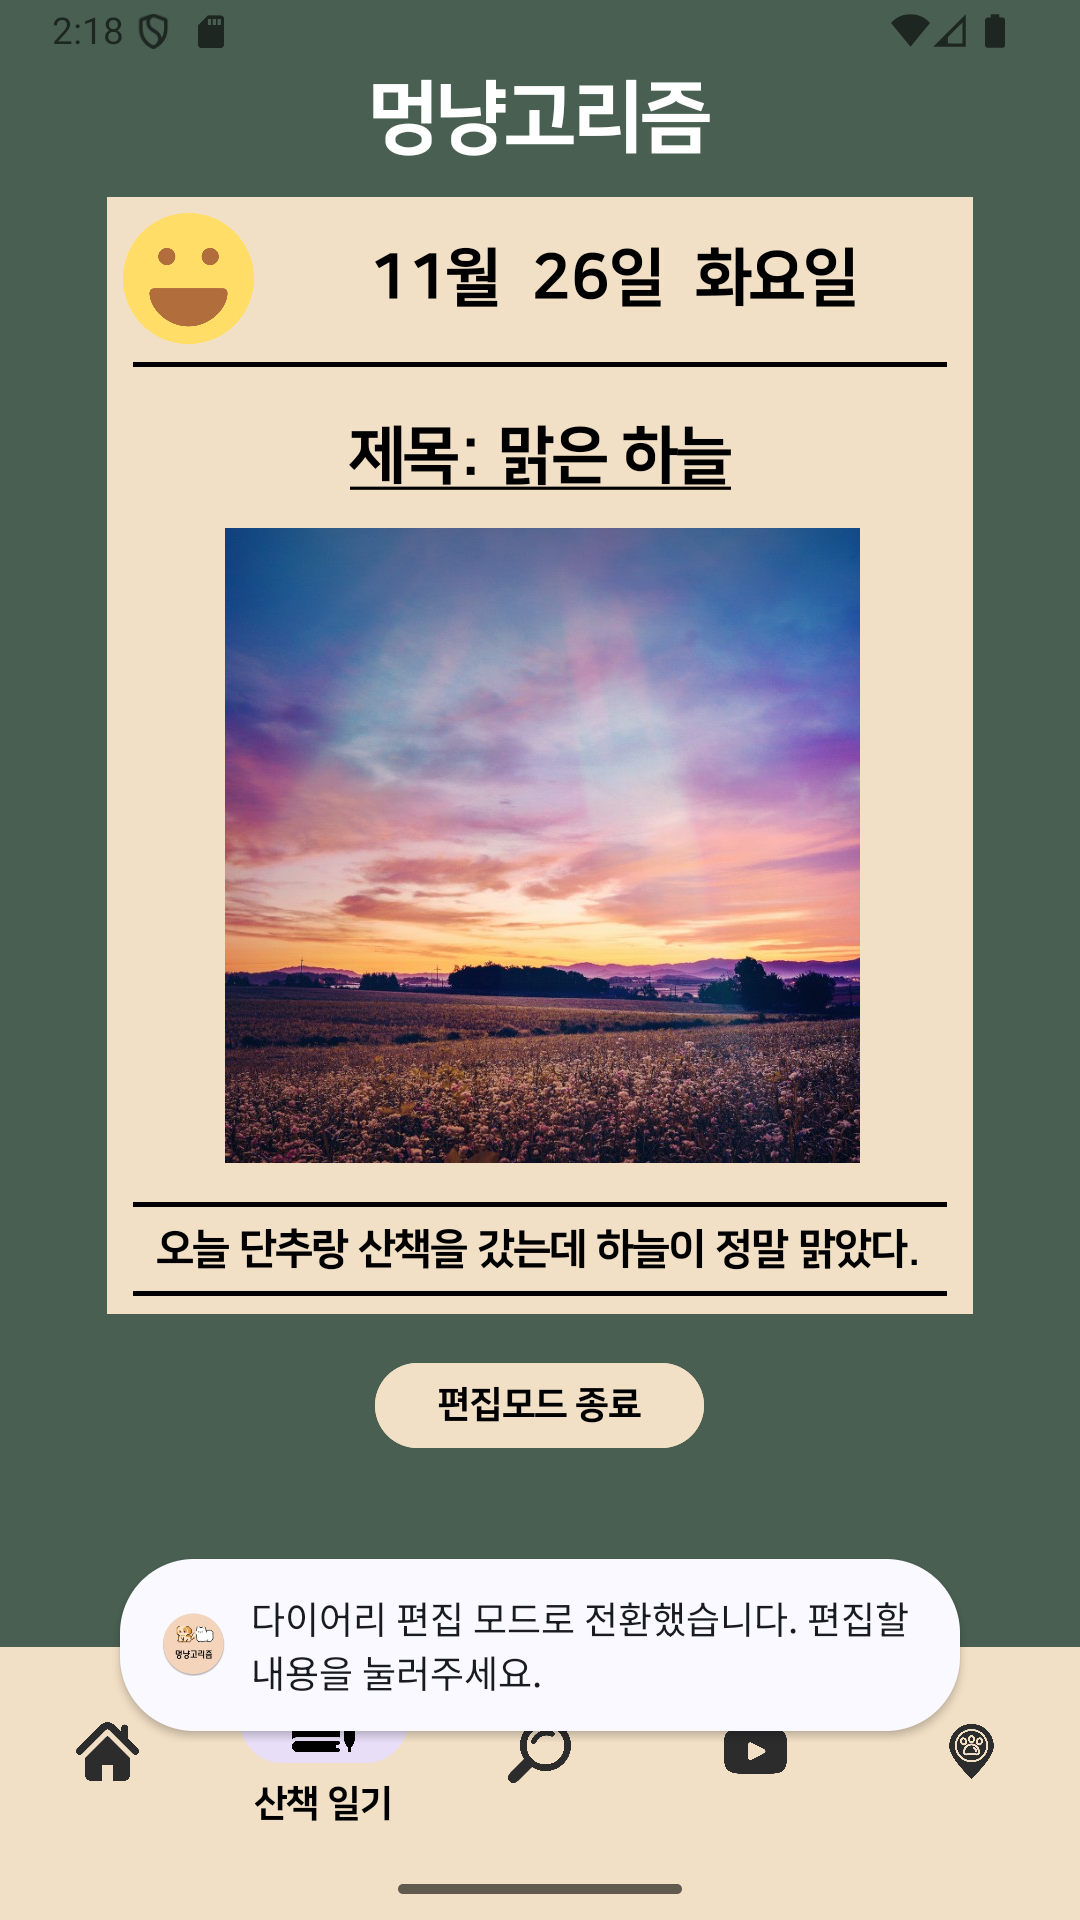 2:18
멍냥고리즘
11월 26일 화요일
제목: 맑은 하늘
오늘 단추랑 산책을 갔는데 하늘이 정말 맑았다.
편집모드 종료
멍냥고리즘
다이어리 편집 모드로 전환했습니다. 편집할
내용을 눌러주세요.
산책 일기